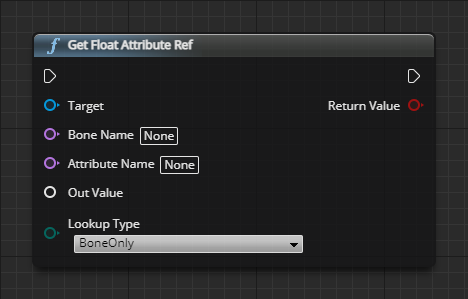 Get Float Attribute Ref
Target
Return Value
Bone Name None
Attribute Name None
Out Value
Lookup Type
BoneOnly